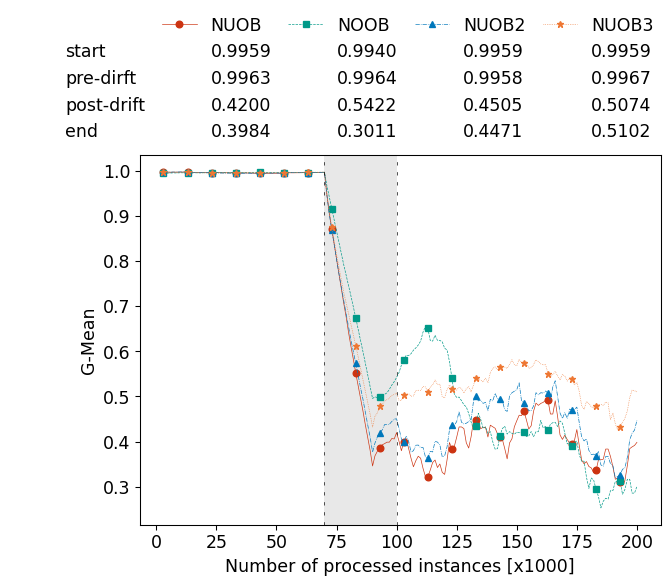 NUOB NOOB NUOB2 NUOB3
start 0.9959 0.9940 0.9959 0.9959
pre-dirft 0.9963 0.9964 0.9958 0.9967
post-drift 0.4200 0.5422 0.4505 0.5074
end 0.3984 0.3011 0.4471 0.5102
1.0
0.9
0.8
0.7
0.6
0.5
0.4
0.3
G-Mean
0 25 50 75 100 125 150 175 200
Number of processed instances [x1000]